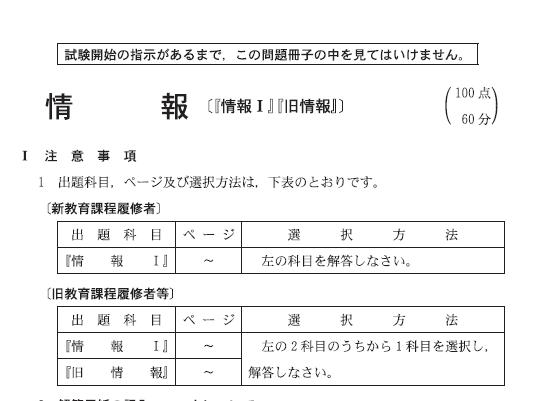 試験開始の指示があるまで，この問題冊子の中を見てはいけません。
情報 〔『情報Ⅰ』『旧情報』〕 (100点 60分)
Ⅰ 注意事項
1 出題科目，ページ及び選択方法は，下表のとおりです。
〔新教育課程履修者〕
出題科目 ページ 選択方法
『情報Ⅰ』 ～ 左の科目を解答しなさい。
〔旧教育課程履修者等〕
出題科目 ページ 選択方法
『情報Ⅰ』 ～ 左の2科目のうちから1科目を選択し，
『旧情報』 ～ 解答しなさい。